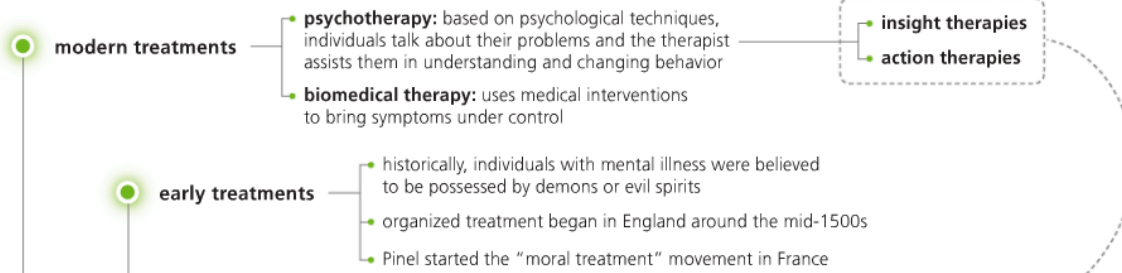 modern treatments
psychotherapy: based on psychological techniques,
individuals talk about their problems and the therapist
assists them in understanding and changing behavior
insight therapies
action therapies
biomedical therapy: uses medical interventions
to bring symptoms under control
early treatments
historically, individuals with mental illness were believed
to be possessed by demons or evil spirits
organized treatment began in England around the mid-1500s
Pinel started the “moral treatment” movement in France